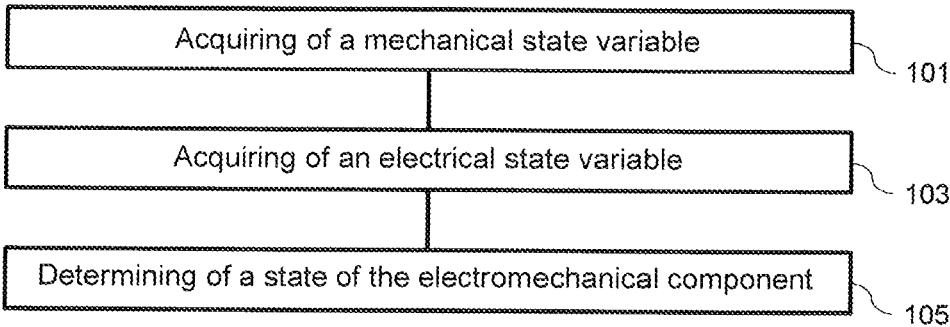 Acquiring of a mechanical state variable
101
Acquiring of an electrical state variable
103
Determining of a state of the electromechanical component
105